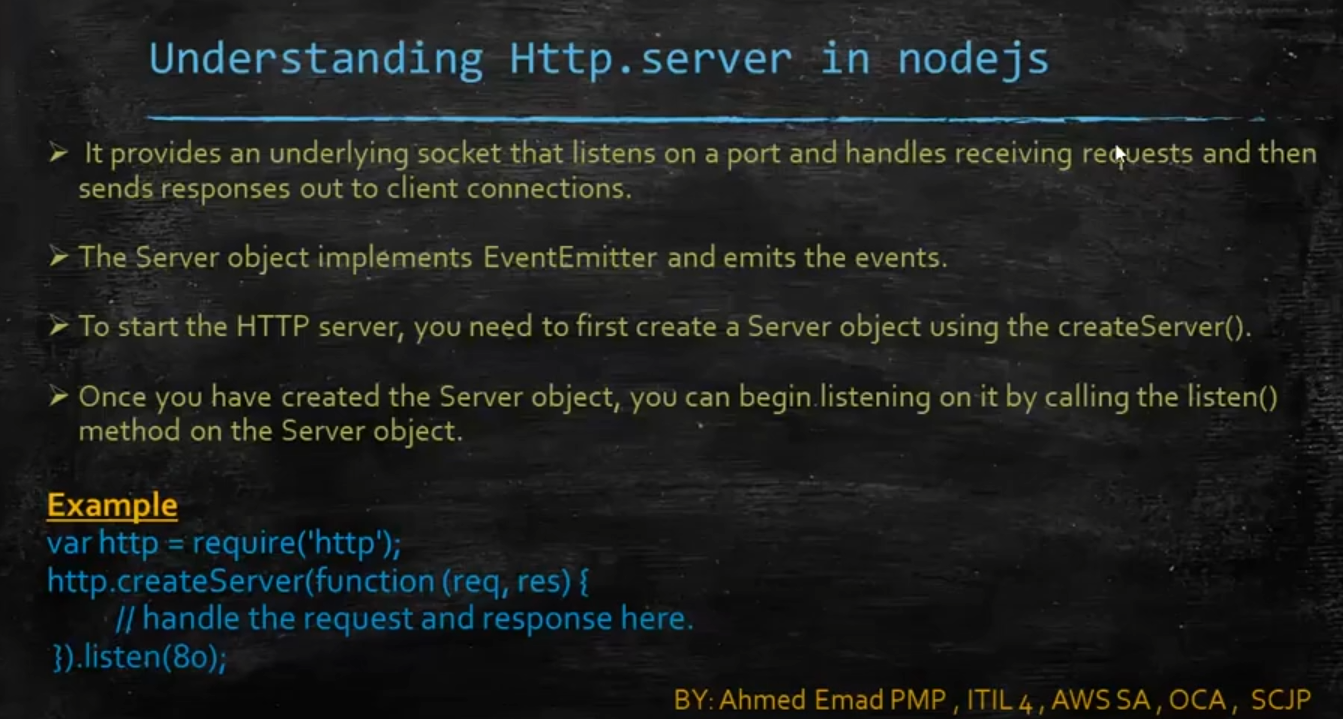 Understanding Http.server in nodejs
➢ It provides an underlying socket that listens on a port and handles receiving requests and then
sends responses out to client connections.
➢ The Server object implements EventEmitter and emits the events.
➢ To start the HTTP server, you need to first create a Server object using the createServer().
➢ Once you have created the Server object, you can begin listening on it by calling the listen()
method on the Server object.
Example
var http = require('http');
http.createServer(function (req, res) {
// handle the request and response here.
}).listen(80);
BY: Ahmed Emad PMP , ITIL 4 , AWS SA , OCA , SCJP